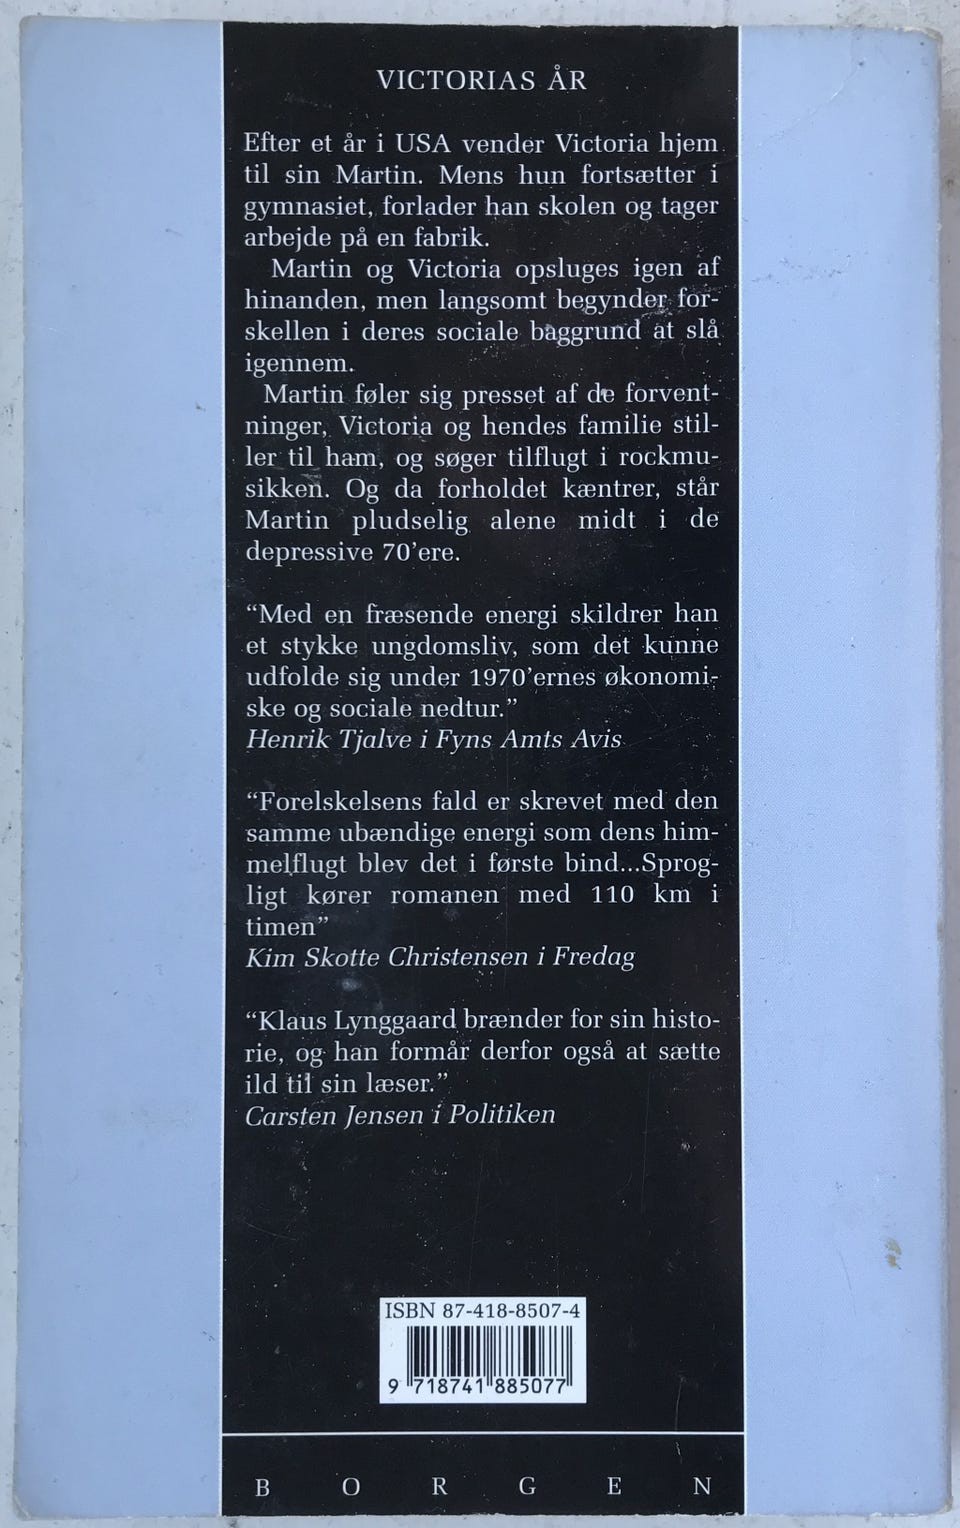 VICTORIAS ÅR
Efter et år i USA vender Victoria hjem
til sin Martin. Mens hun fortsætter i
gymnasiet, forlader han skolen og tager
arbejde på en fabrik.
Martin og Victoria opsluges igen af
hinanden, men langsomt begynder for-
skellen i deres sociale baggrund at slå
igennem.
Martin føler sig presset af de forvent-
ninger, Victoria og hendes familie stil-
ler til ham, og søger tilflugt i rockmu-
sikken. Og da forholdet kæntrer, står
Martin pludselig alene midt i de
depressive 70'ere.
“Med en fræsende energi skildrer han
et stykke ungdomsliv, som det kunne
udfolde sig under 1970'ernes økonomi-
ske og sociale nedtur.”
Henrik Tjalve i Fyns Amts Avis
“Forelskelsens fald er skrevet med den
samme ubændige energi som dens him-
melflugt blev det i første bind...Sprog-
ligt kører romanen med 110 km i
timen”
Kim Skotte Christensen i Fredag
“Klaus Lynggaard brænder for sin histo-
rie, og han formår derfor også at sætte
ild til sin læser.”
Carsten Jensen i Politiken
ISBN 87-418-8507-4
9 718741 885077
BORGEN